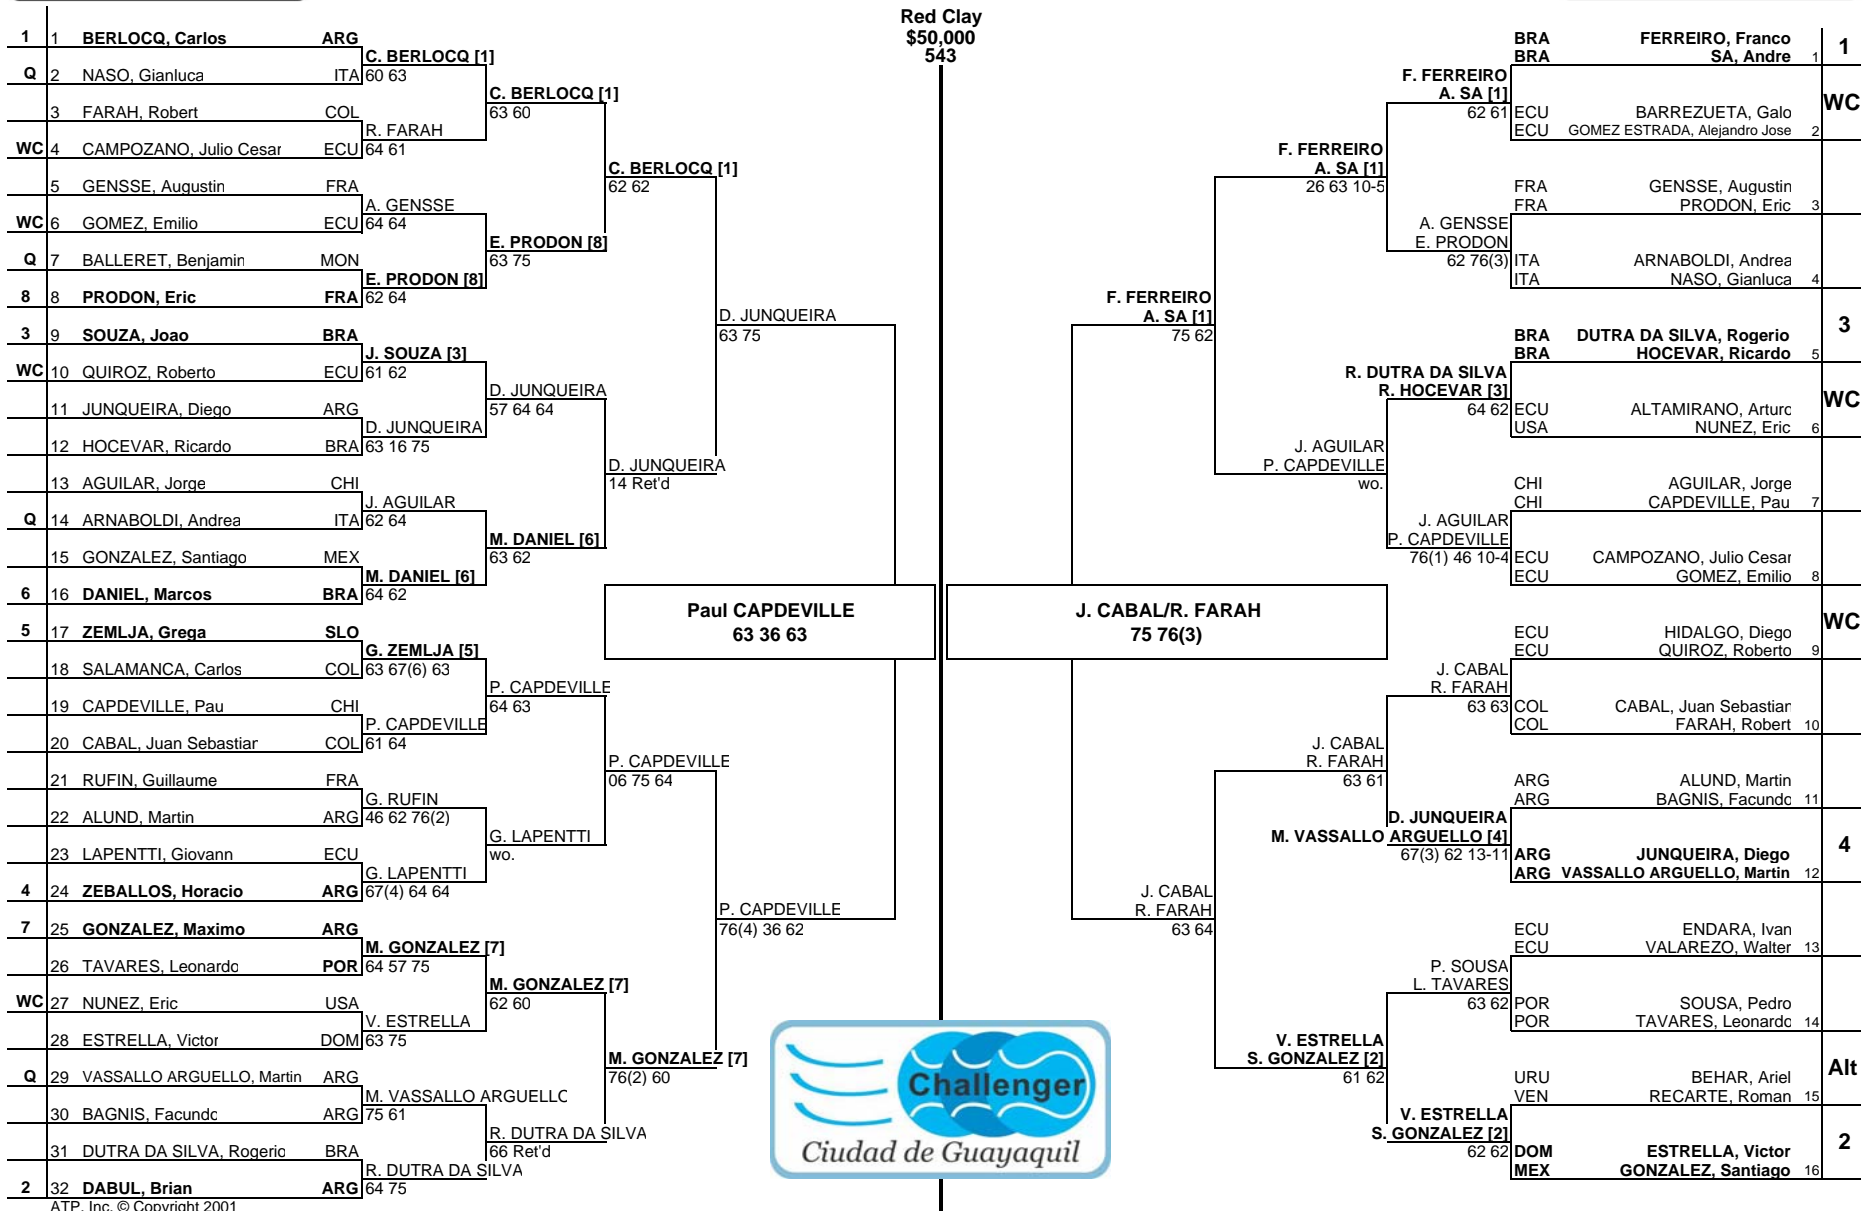 Red Clay
$50,000
543
1 1 BERLOCQ, Carlos ARG
C. BERLOCQ [1]
Q 2 NASO, Gianluca ITA 60 63
C. BERLOCQ [1]
3 FARAH, Robert COL 63 60
R. FARAH
WC 4 CAMPOZANO, Julio Cesar ECU 64 61
C. BERLOCQ [1]
5 GENSSE, Augustin FRA 62 62
A. GENSSE
WC 6 GOMEZ, Emilio ECU 64 64
E. PRODON [8]
Q 7 BALLERET, Benjamin MON 63 75
E. PRODON [8]
8 8 PRODON, Eric FRA 62 64
D. JUNQUEIRA
3 9 SOUZA, Joao BRA 63 75
J. SOUZA [3]
WC 10 QUIROZ, Roberto ECU 61 62
D. JUNQUEIRA
11 JUNQUEIRA, Diego ARG 57 64 64
D. JUNQUEIRA
12 HOCEVAR, Ricardo BRA 63 16 75
D. JUNQUEIRA
13 AGUILAR, Jorge CHI 14 Ret'd
J. AGUILAR
Q 14 ARNABOLDI, Andrea ITA 62 64
M. DANIEL [6]
15 GONZALEZ, Santiago MEX 63 62
M. DANIEL [6]
6 16 DANIEL, Marcos BRA 64 62
Paul CAPDEVILLE
63 36 63
5 17 ZEMLJA, Grega SLO
G. ZEMLJA [5]
18 SALAMANCA, Carlos COL 63 67(6) 63
P. CAPDEVILLE
19 CAPDEVILLE, Pau CHI 64 63
P. CAPDEVILLE
20 CABAL, Juan Sebastian COL 61 64
P. CAPDEVILLE
21 RUFIN, Guillaume FRA 06 75 64
G. RUFIN
22 ALUND, Martin ARG 46 62 76(2)
G. LAPENTTI
23 LAPENTTI, Giovann ECU wo.
G. LAPENTTI
4 24 ZEBALLOS, Horacio ARG 67(4) 64 64
P. CAPDEVILLE
7 25 GONZALEZ, Maximo ARG 76(4) 36 62
M. GONZALEZ [7]
26 TAVARES, Leonardo POR 64 57 75
M. GONZALEZ [7]
WC 27 NUNEZ, Eric USA 62 60
V. ESTRELLA
28 ESTRELLA, Victor DOM 63 75
M. GONZALEZ [7]
Q 29 VASSALLO ARGUELLO, Martin ARG 76(2) 60
M. VASSALLO ARGUELLO
30 BAGNIS, Facundo ARG 75 61
R. DUTRA DA SILVA
31 DUTRA DA SILVA, Rogerio BRA 66 Ret'd
R. DUTRA DA SILVA
2 32 DABUL, Brian ARG 64 75
ATP, Inc. © Copyright 2001
BRA FERREIRO, Franco 1
BRA SA, Andre 1
F. FERREIRO
A. SA [1]
62 61
ECU BARREZUETA, Galo WC
ECU GOMEZ ESTRADA, Alejandro Jose 2
F. FERREIRO
A. SA [1]
26 63 10-5
FRA GENSSE, Augustin
FRA PRODON, Eric 3
A. GENSSE
E. PRODON
62 76(3)
ITA ARNABOLDI, Andrea
ITA NASO, Gianluca 4
F. FERREIRO
A. SA [1]
75 62
BRA DUTRA DA SILVA, Rogerio 3
BRA HOCEVAR, Ricardo 5
R. DUTRA DA SILVA
R. HOCEVAR [3]
64 62
ECU ALTAMIRANO, Arturo WC
USA NUNEZ, Eric 6
J. AGUILAR
P. CAPDEVILLE
wo.
CHI AGUILAR, Jorge
CHI CAPDEVILLE, Pau 7
J. AGUILAR
P. CAPDEVILLE
76(1) 46 10-4
ECU CAMPOZANO, Julio Cesar
ECU GOMEZ, Emilio 8
J. CABAL/R. FARAH
75 76(3)
ECU HIDALGO, Diego WC
ECU QUIROZ, Roberto 9
J. CABAL
R. FARAH
63 63
COL CABAL, Juan Sebastian
COL FARAH, Robert 10
J. CABAL
R. FARAH
63 61
ARG ALUND, Martin
ARG BAGNIS, Facundo 11
D. JUNQUEIRA
M. VASSALLO ARGUELLO [4]
67(3) 62 13-11
ARG JUNQUEIRA, Diego 4
ARG VASSALLO ARGUELLO, Martin 12
J. CABAL
R. FARAH
63 64
ECU ENDARA, Ivan
ECU VALAREZO, Walter 13
P. SOUSA
L. TAVARES
63 62
POR SOUSA, Pedro
POR TAVARES, Leonardo 14
V. ESTRELLA
S. GONZALEZ [2]
61 62
URU BEHAR, Ariel Alt
VEN RECARTE, Roman 15
V. ESTRELLA
S. GONZALEZ [2]
62 62
DOM ESTRELLA, Victor 2
MEX GONZALEZ, Santiago 16
Challenger
Ciudad de Guayaquil